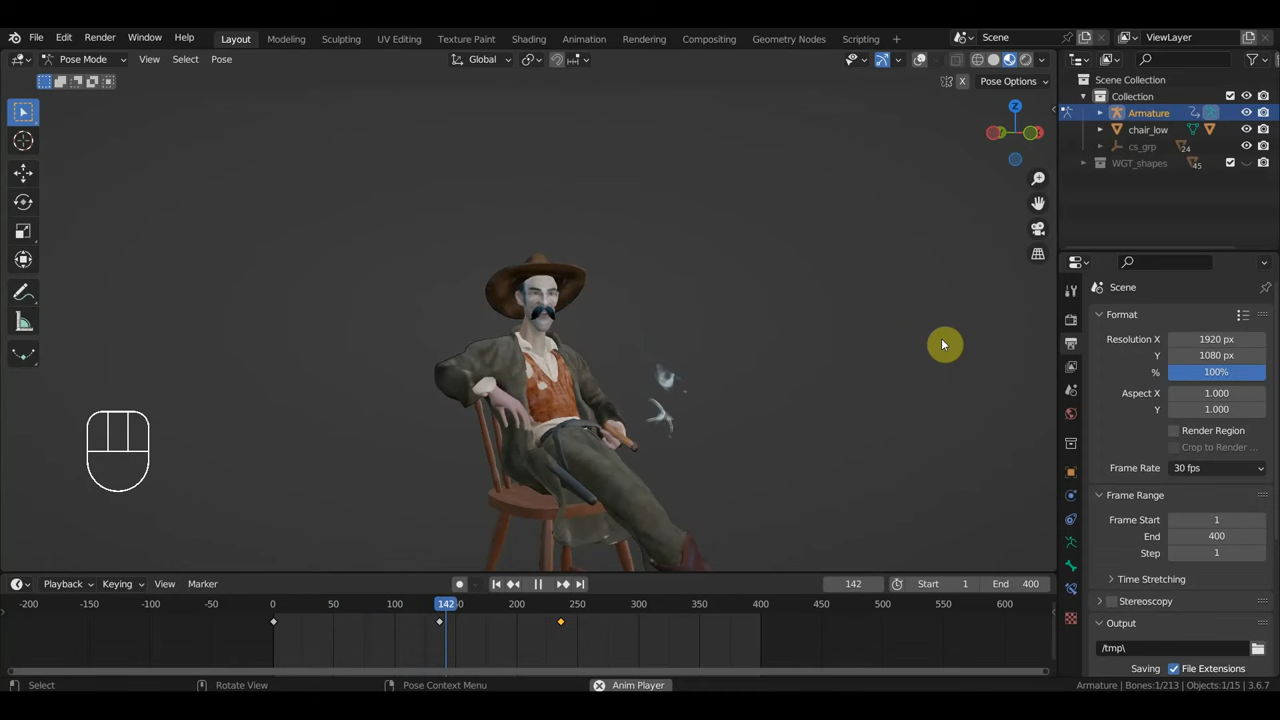 File Edit Render Window Help Layout Modeling Sculpting UV Editing Texture Paint Shading Animation Rendering Compositing Geometry Nodes Scripting + Scene ViewLayer
Pose Mode View Select Pose Global
X Pose Options
Z
Scene Collection
Collection
Armature
chair_low
cs_grp 24
WGT_shapes 45
Scene
Format
Resolution X 1920 px
Y 1080 px
% 100%
Aspect X 1.000
Y 1.000
Render Region
Crop to Render ...
Frame Rate 30 fps
Frame Range
Frame Start 1
End 400
Step 1
Time Stretching
Stereoscopy
Output
/tmp\
Saving File Extensions
Playback Keying View Marker 142 Start 1 End 400
-200 -150 -100 -50 0 50 100 142 200 250 300 350 400 450 500 550 600
Select Rotate View Pose Context Menu Anim Player Armature | Bones:1/213 | Objects:1/15 | 3.6.7